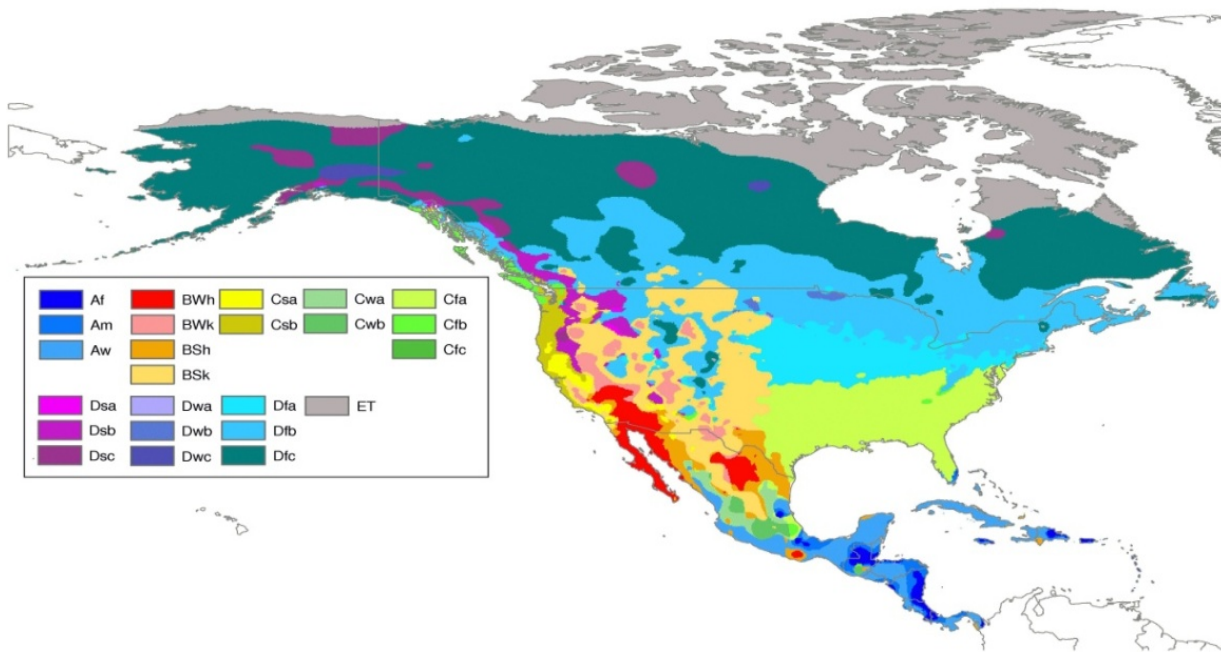 Af BWh Csa Cwa Cfa
Am BWk Csb Cwb Cfb
Aw BSh Cfc
BSk
Dsa Dwa Dfa ET
Dsb Dwb Dfb
Dsc Dwc Dfc